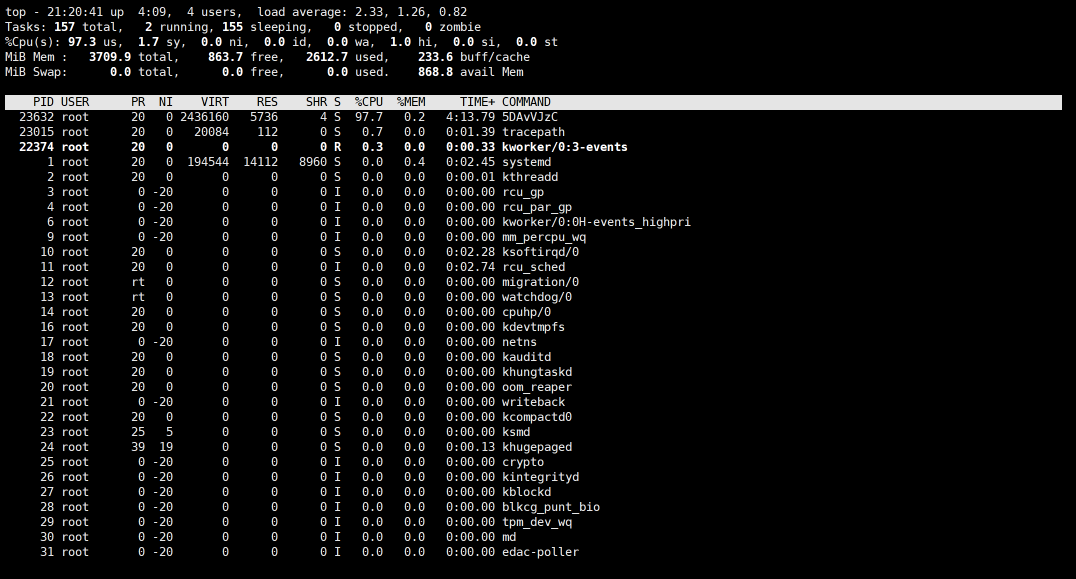 top - 21:20:41 up  4:09,  4 users,  load average: 2.33, 1.26, 0.82
Tasks: 157 total,   2 running, 155 sleeping,   0 stopped,   0 zombie
%Cpu(s): 97.3 us,  1.7 sy,  0.0 ni,  0.0 id,  0.0 wa,  1.0 hi,  0.0 si,  0.0 st
MiB Mem :   3709.9 total,    863.7 free,   2612.7 used,    233.6 buff/cache
MiB Swap:      0.0 total,      0.0 free,      0.0 used.    868.8 avail Mem
PID USER      PR  NI    VIRT    RES    SHR S  %CPU  %MEM     TIME+ COMMAND
23632 root      20   0 2436160   5736      4 S  97.7   0.2   4:13.79 5DAvVJzC
23015 root      20   0   20084    112      0 S   0.7   0.0   0:01.39 tracepath
22374 root      20   0       0      0      0 R   0.3   0.0   0:00.33 kworker/0:3-events
1 root      20   0  194544  14112   8960 S   0.0   0.4   0:02.45 systemd
2 root      20   0       0      0      0 S   0.0   0.0   0:00.01 kthreadd
3 root       0 -20       0      0      0 I   0.0   0.0   0:00.00 rcu_gp
4 root       0 -20       0      0      0 I   0.0   0.0   0:00.00 rcu_par_gp
6 root       0 -20       0      0      0 I   0.0   0.0   0:00.00 kworker/0:0H-events_highpri
9 root       0 -20       0      0      0 I   0.0   0.0   0:00.00 mm_percpu_wq
10 root      20   0       0      0      0 S   0.0   0.0   0:02.28 ksoftirqd/0
11 root      20   0       0      0      0 I   0.0   0.0   0:02.74 rcu_sched
12 root      rt   0       0      0      0 S   0.0   0.0   0:00.00 migration/0
13 root      rt   0       0      0      0 S   0.0   0.0   0:00.00 watchdog/0
14 root      20   0       0      0      0 S   0.0   0.0   0:00.00 cpuhp/0
16 root      20   0       0      0      0 S   0.0   0.0   0:00.00 kdevtmpfs
17 root       0 -20       0      0      0 I   0.0   0.0   0:00.00 netns
18 root      20   0       0      0      0 S   0.0   0.0   0:00.00 kauditd
19 root      20   0       0      0      0 S   0.0   0.0   0:00.00 khungtaskd
20 root      20   0       0      0      0 S   0.0   0.0   0:00.00 oom_reaper
21 root       0 -20       0      0      0 I   0.0   0.0   0:00.00 writeback
22 root      20   0       0      0      0 S   0.0   0.0   0:00.00 kcompactd0
23 root      25   5       0      0      0 S   0.0   0.0   0:00.00 ksmd
24 root      39  19       0      0      0 S   0.0   0.0   0:00.13 khugepaged
25 root       0 -20       0      0      0 I   0.0   0.0   0:00.00 crypto
26 root       0 -20       0      0      0 I   0.0   0.0   0:00.00 kintegrityd
27 root       0 -20       0      0      0 I   0.0   0.0   0:00.00 kblockd
28 root       0 -20       0      0      0 I   0.0   0.0   0:00.00 blkcg_punt_bio
29 root       0 -20       0      0      0 I   0.0   0.0   0:00.00 tpm_dev_wq
30 root       0 -20       0      0      0 I   0.0   0.0   0:00.00 md
31 root       0 -20       0      0      0 I   0.0   0.0   0:00.00 edac-poller